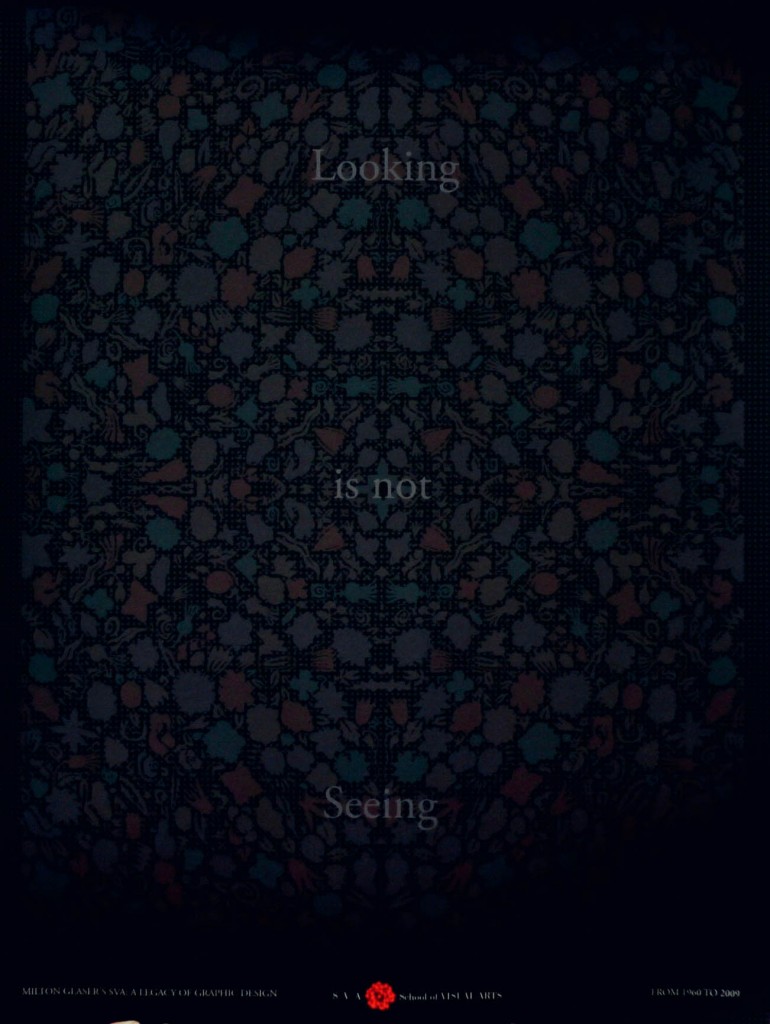 Looking
is not
Seeing
MILTON GLASER'S SVA: A LEGACY OF GRAPHIC DESIGN
SVA School of VISUAL ARTS
FROM 1960 TO 2009